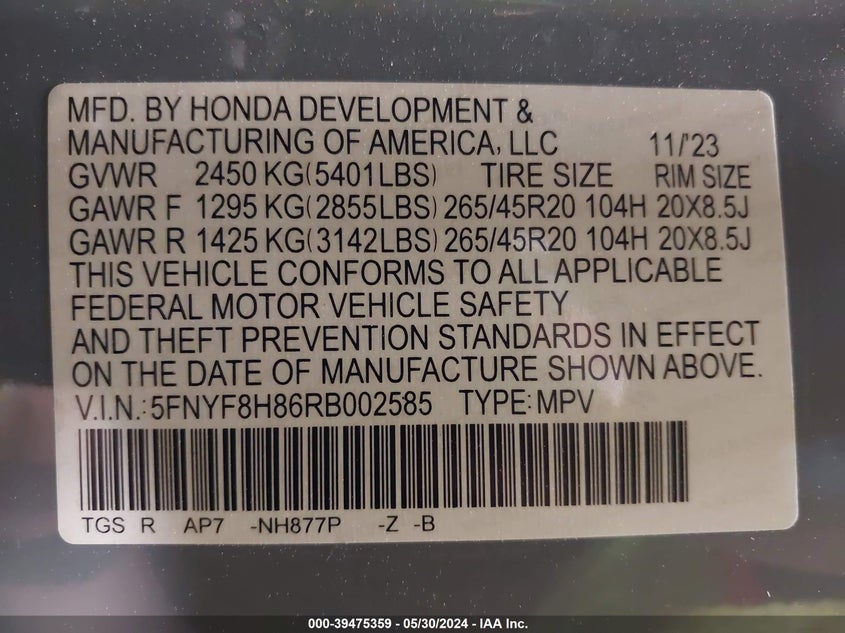 MFD. BY HONDA DEVELOPMENT &
MANUFACTURING OF AMERICA, LLC 11/'23
GVWR 2450 KG(5401LBS) TIRE SIZE RIM SIZE
GAWR F 1295 KG(2855LBS) 265/45R20 104H 20X8.5J
GAWR R 1425 KG(3142LBS) 265/45R20 104H 20X8.5J
THIS VEHICLE CONFORMS TO ALL APPLICABLE
FEDERAL MOTOR VEHICLE SAFETY
AND THEFT PREVENTION STANDARDS IN EFFECT
ON THE DATE OF MANUFACTURE SHOWN ABOVE.
V.I.N.: 5FNYF8H86RB002585 TYPE: MPV
TGS R AP7 -NH877P -Z -B
000-39475359 - 05/30/2024 - IAA Inc.